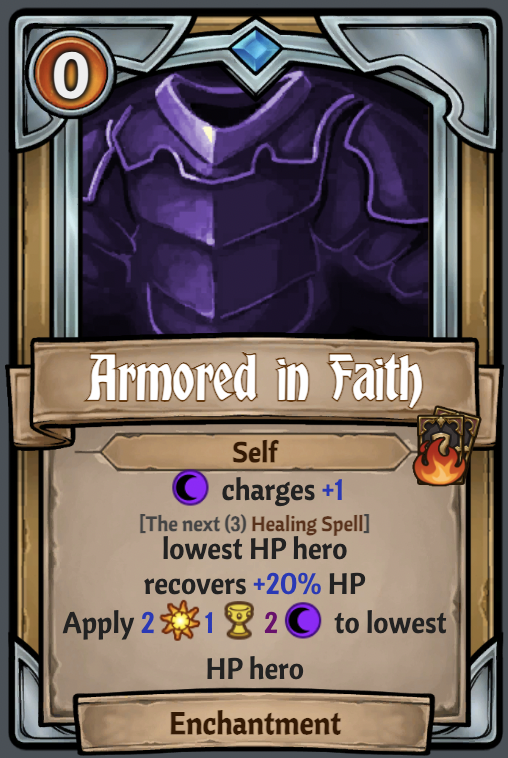 0
Armored in Faith
Self
charges +1
[The next (3) Healing Spell]
lowest HP hero
recovers +20% HP
Apply 2 1 2 to lowest
HP hero
Enchantment